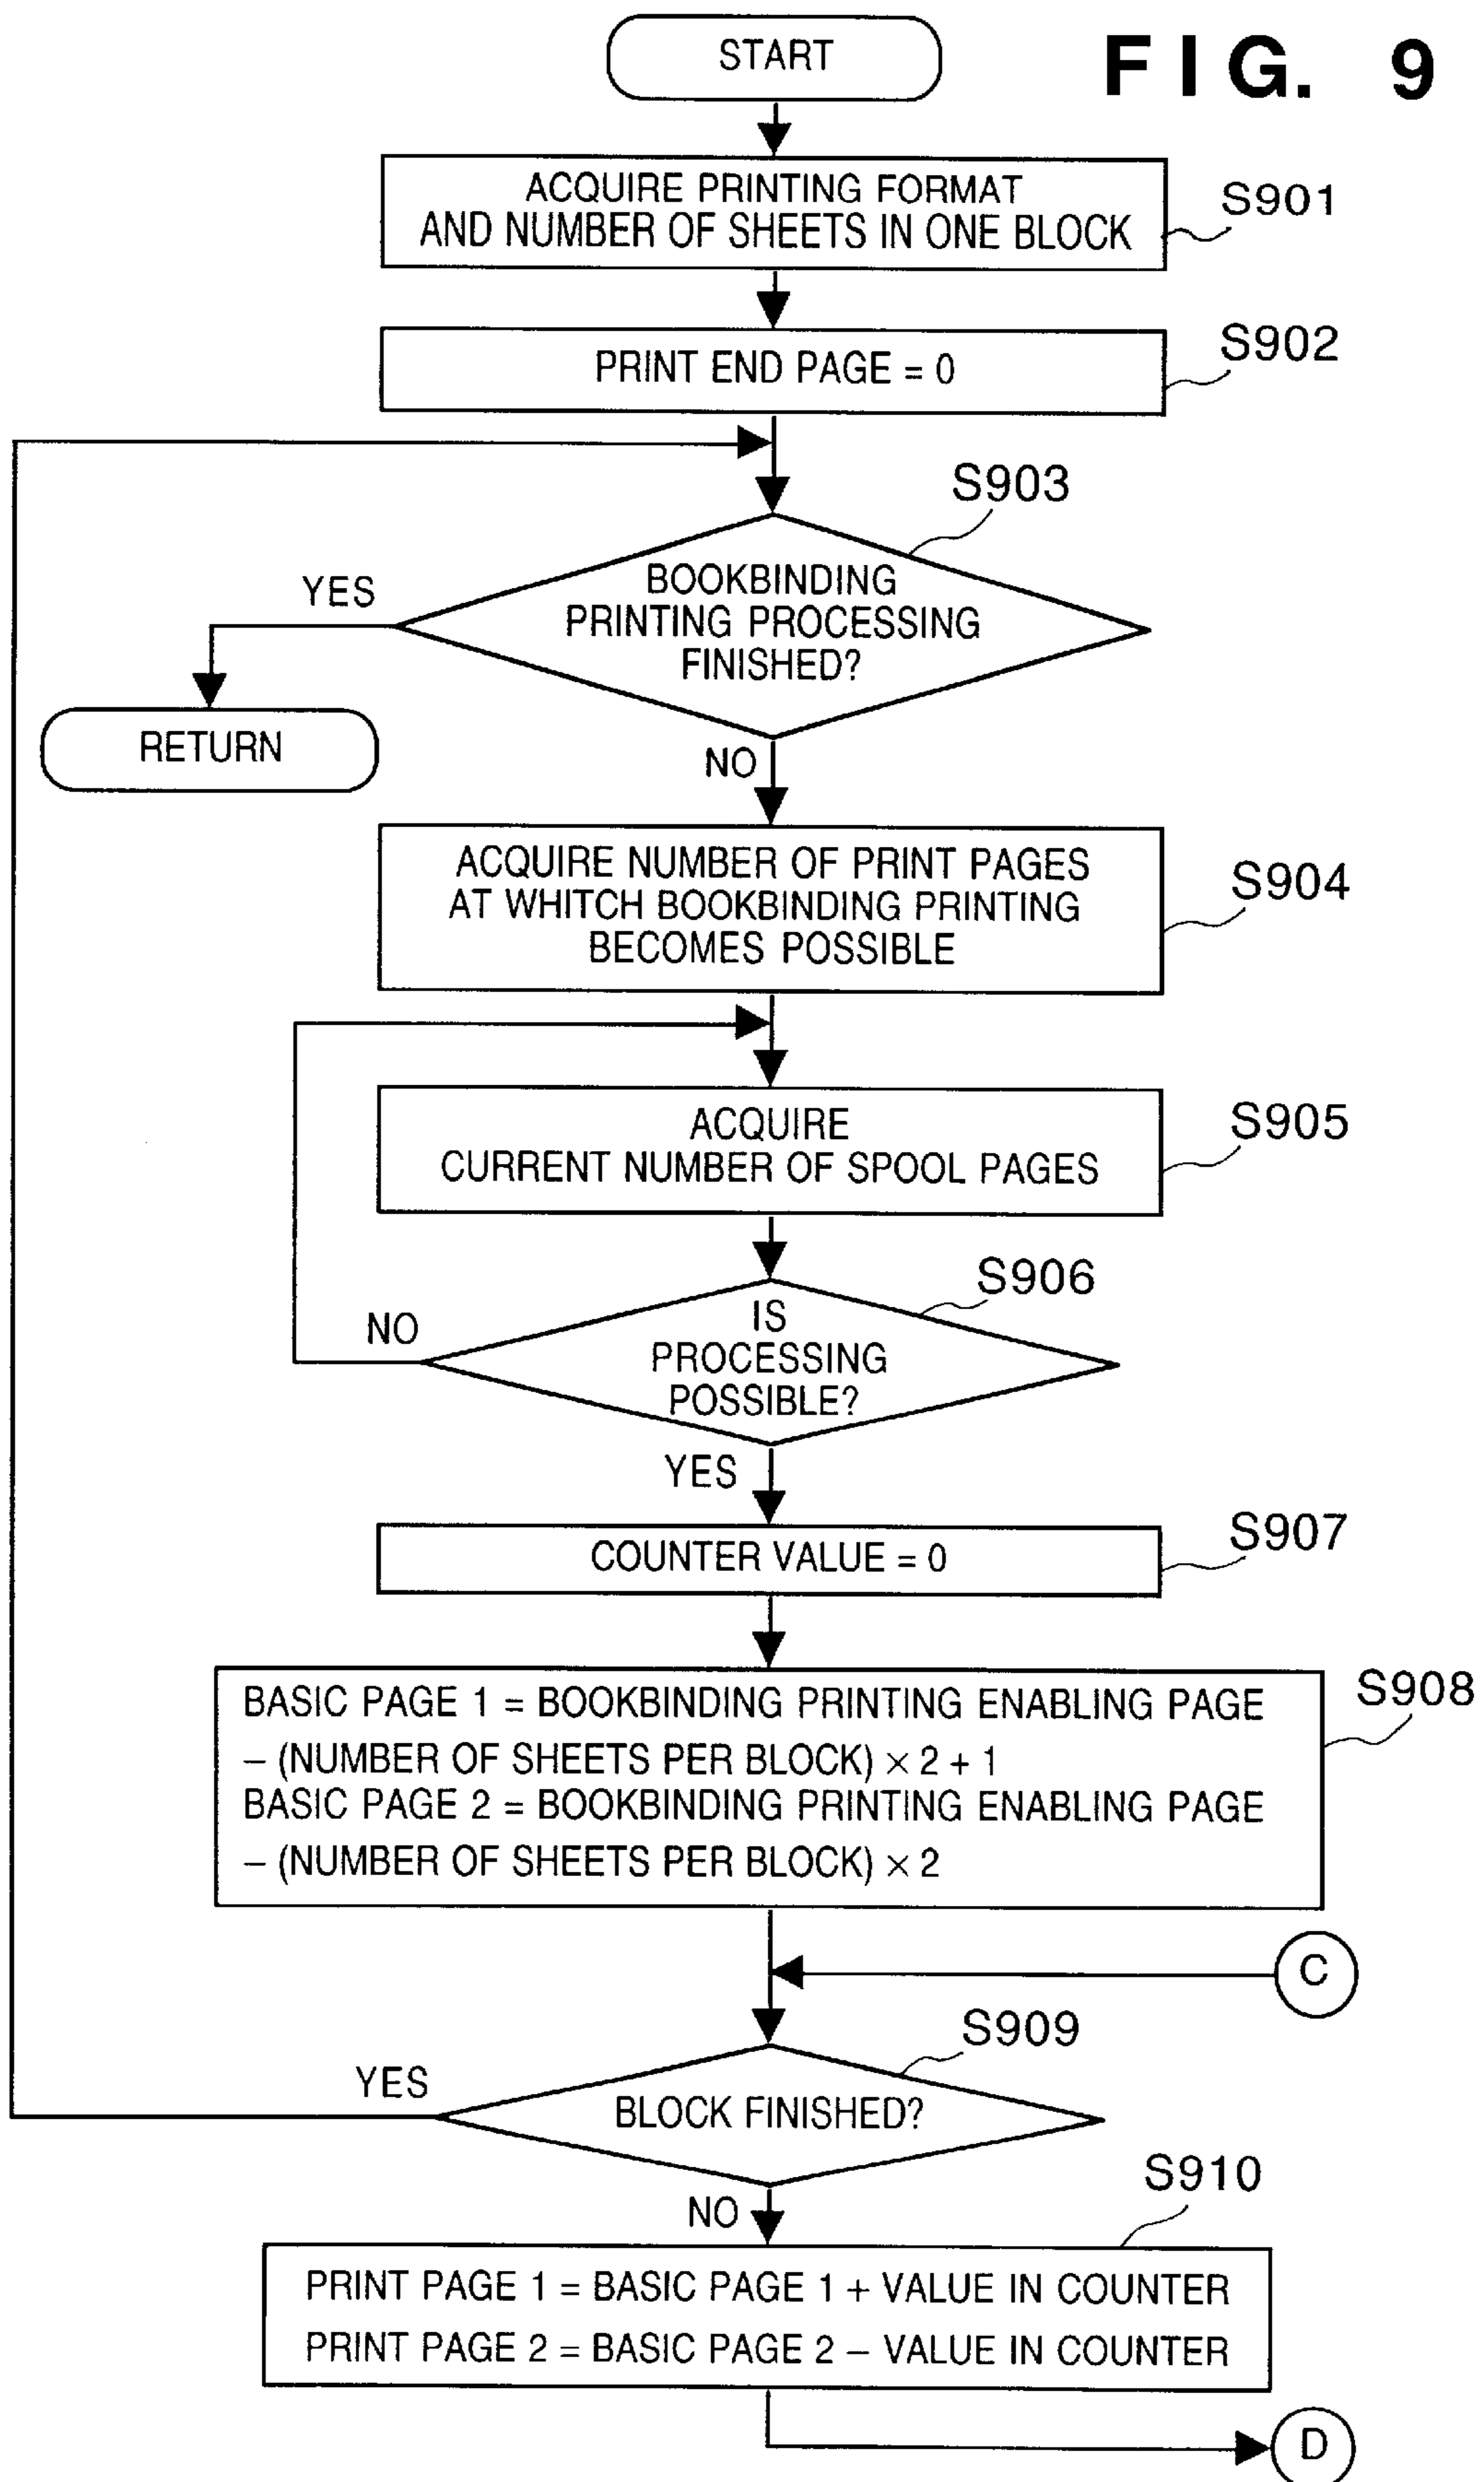 START
FIG. 9
ACQUIRE PRINTING FORMAT
AND NUMBER OF SHEETS IN ONE BLOCK
S901
PRINT END PAGE = 0
S902
S903
BOOKBINDING
PRINTING PROCESSING
FINISHED?
YES
RETURN
NO
ACQUIRE NUMBER OF PRINT PAGES
AT WHITCH BOOKBINDING PRINTING
BECOMES POSSIBLE
S904
ACQUIRE
CURRENT NUMBER OF SPOOL PAGES
S905
S906
IS
PROCESSING
POSSIBLE?
NO
YES
COUNTER VALUE = 0
S907
BASIC PAGE 1 = BOOKBINDING PRINTING ENABLING PAGE
– (NUMBER OF SHEETS PER BLOCK) × 2 + 1
BASIC PAGE 2 = BOOKBINDING PRINTING ENABLING PAGE
– (NUMBER OF SHEETS PER BLOCK) × 2
S908
C
S909
YES
BLOCK FINISHED?
NO
S910
PRINT PAGE 1 = BASIC PAGE 1 + VALUE IN COUNTER
PRINT PAGE 2 = BASIC PAGE 2 – VALUE IN COUNTER
D